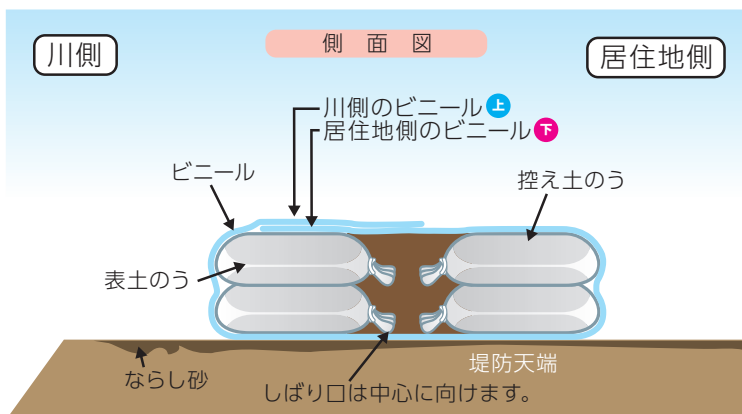 側面図
川側
居住地側
川側のビニール上
居住地側のビニール下
ビニール
控え土のう
表土のう
堤防天端
ならし砂
しばり口は中心に向けます。